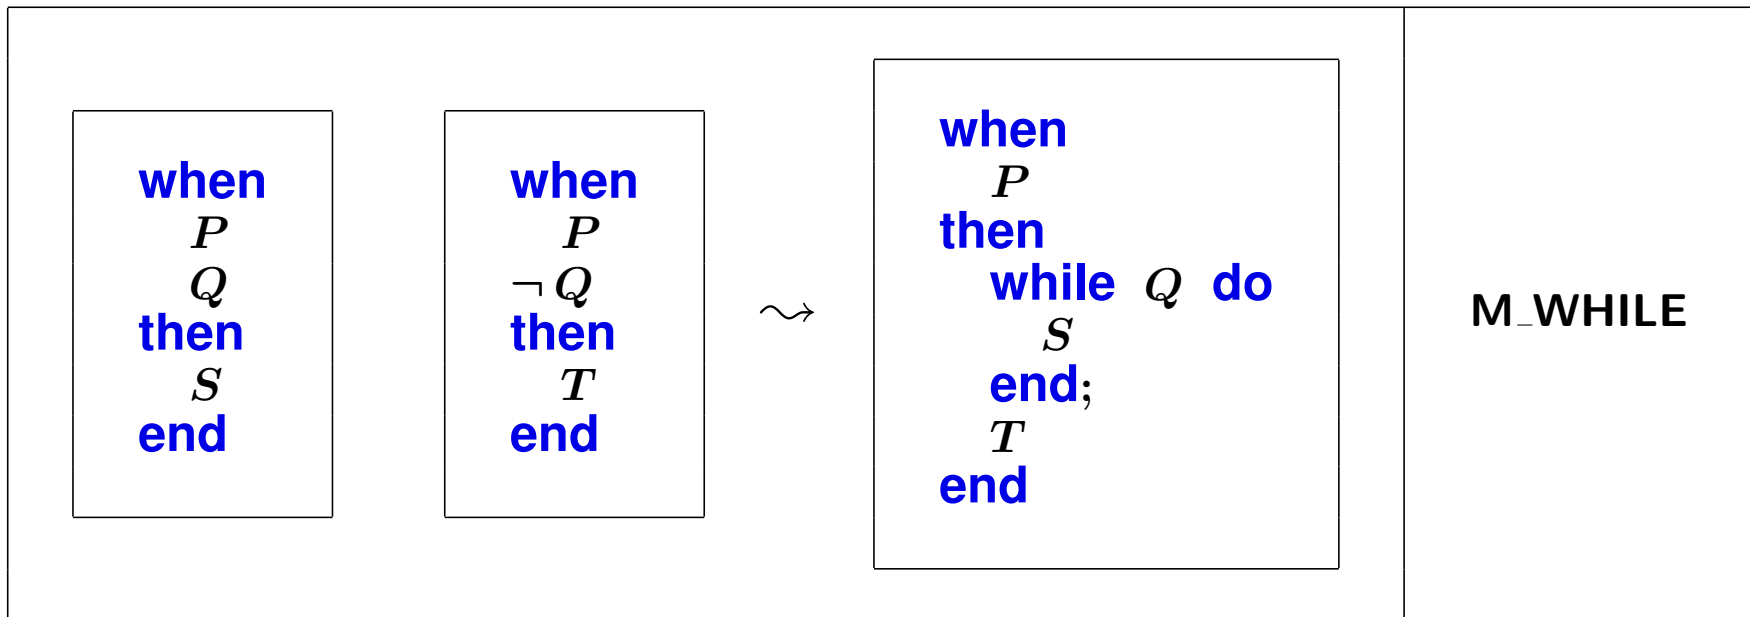 when
P
Q
then
S
end
when
P
¬ Q
then
T
end
⤳
when
P
then
while Q do
S
end;
T
end
M_WHILE